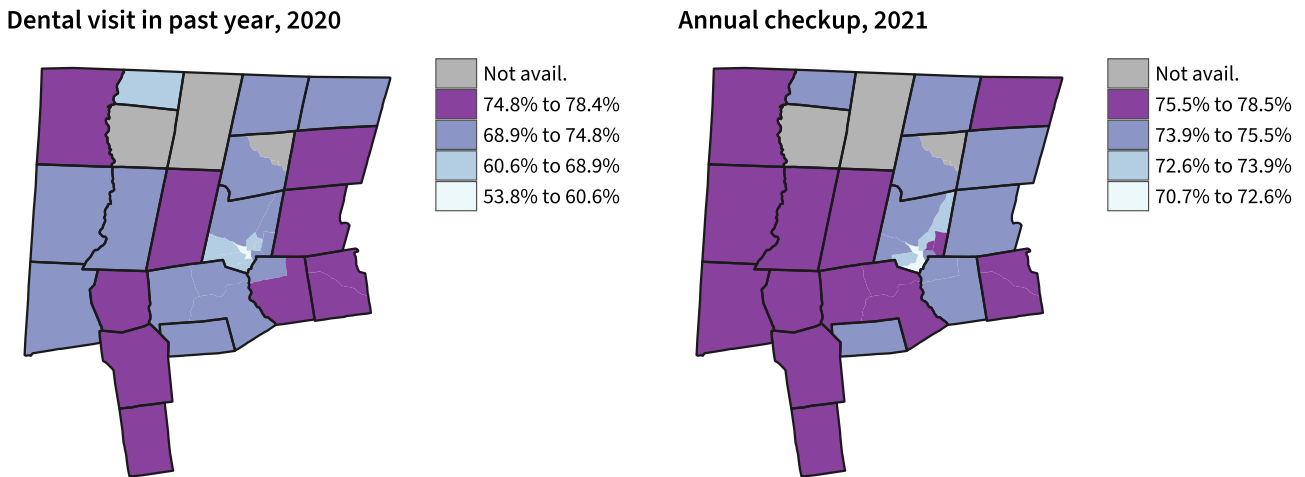 Dental visit in past year, 2020
Not avail.
74.8% to 78.4%
68.9% to 74.8%
60.6% to 68.9%
53.8% to 60.6%
Annual checkup, 2021
Not avail.
75.5% to 78.5%
73.9% to 75.5%
72.6% to 73.9%
70.7% to 72.6%